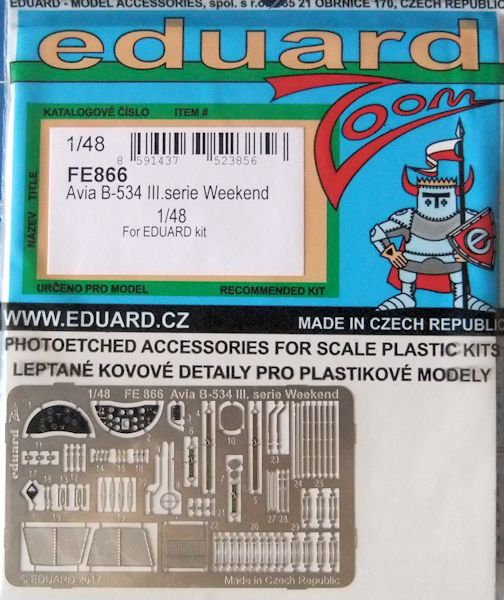 EDUARD - MODEL ACCESSORIES, spol. s r.o. 435 21 OBRNICE 170, CZECH REPUBLIC
eduard
Zoom
KATALOGOVÉ ČÍSLO ITEM #
NÁZEV TITLE
1/48
8 591437 523856
FE866
Avia B-534 III.serie Weekend
1/48
For EDUARD kit
e
URČENO PRO MODEL RECOMMENDED KIT
WWW.EDUARD.CZ MADE IN CZECH REPUBLIC
PHOTOETCHED ACCESSORIES FOR SCALE PLASTIC KITS
LEPTANÉ KOVOVÉ DETAILY PRO PLASTIKOVÉ MODELY
1/48 FE 866 Avia B-534 III. serie Weekend
eduard
© EDUARD 2017 Made in Czech Republic